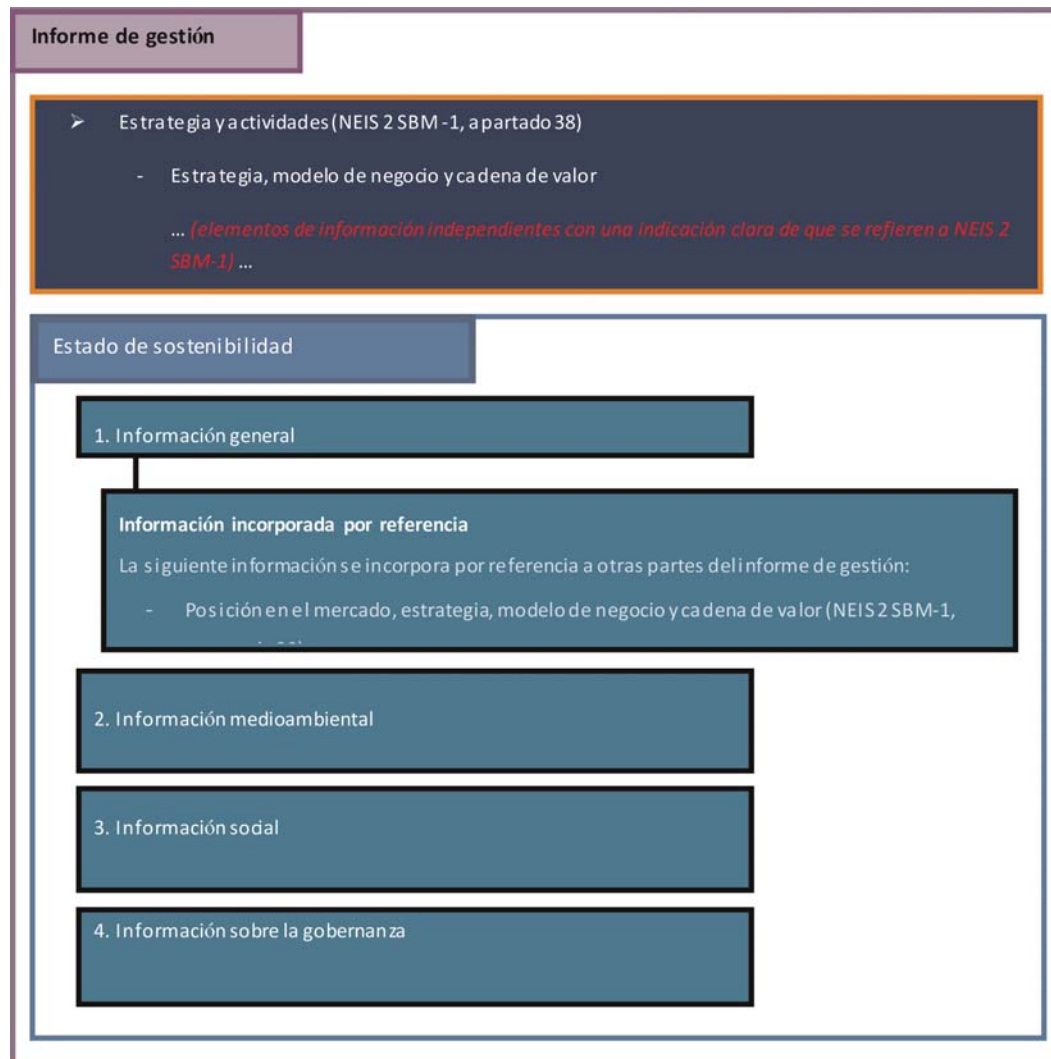 Informe de gestión
➢ Estrategia y actividades (NEIS 2 SBM -1, apartado 38)
- Estrategia, modelo de negocio y cadena de valor
... (elementos de información independientes con una indicación clara de que se refieren a NEIS 2
SBM-1) ...
Estado de sostenibilidad
1. Información general
Información incorporada por referencia
La siguiente información se incorpora por referencia a otras partes del informe de gestión:
- Posición en el mercado, estrategia, modelo de negocio y cadena de valor (NEIS 2 SBM-1,
2. Información medioambiental
3. Información social
4. Información sobre la gobernanza